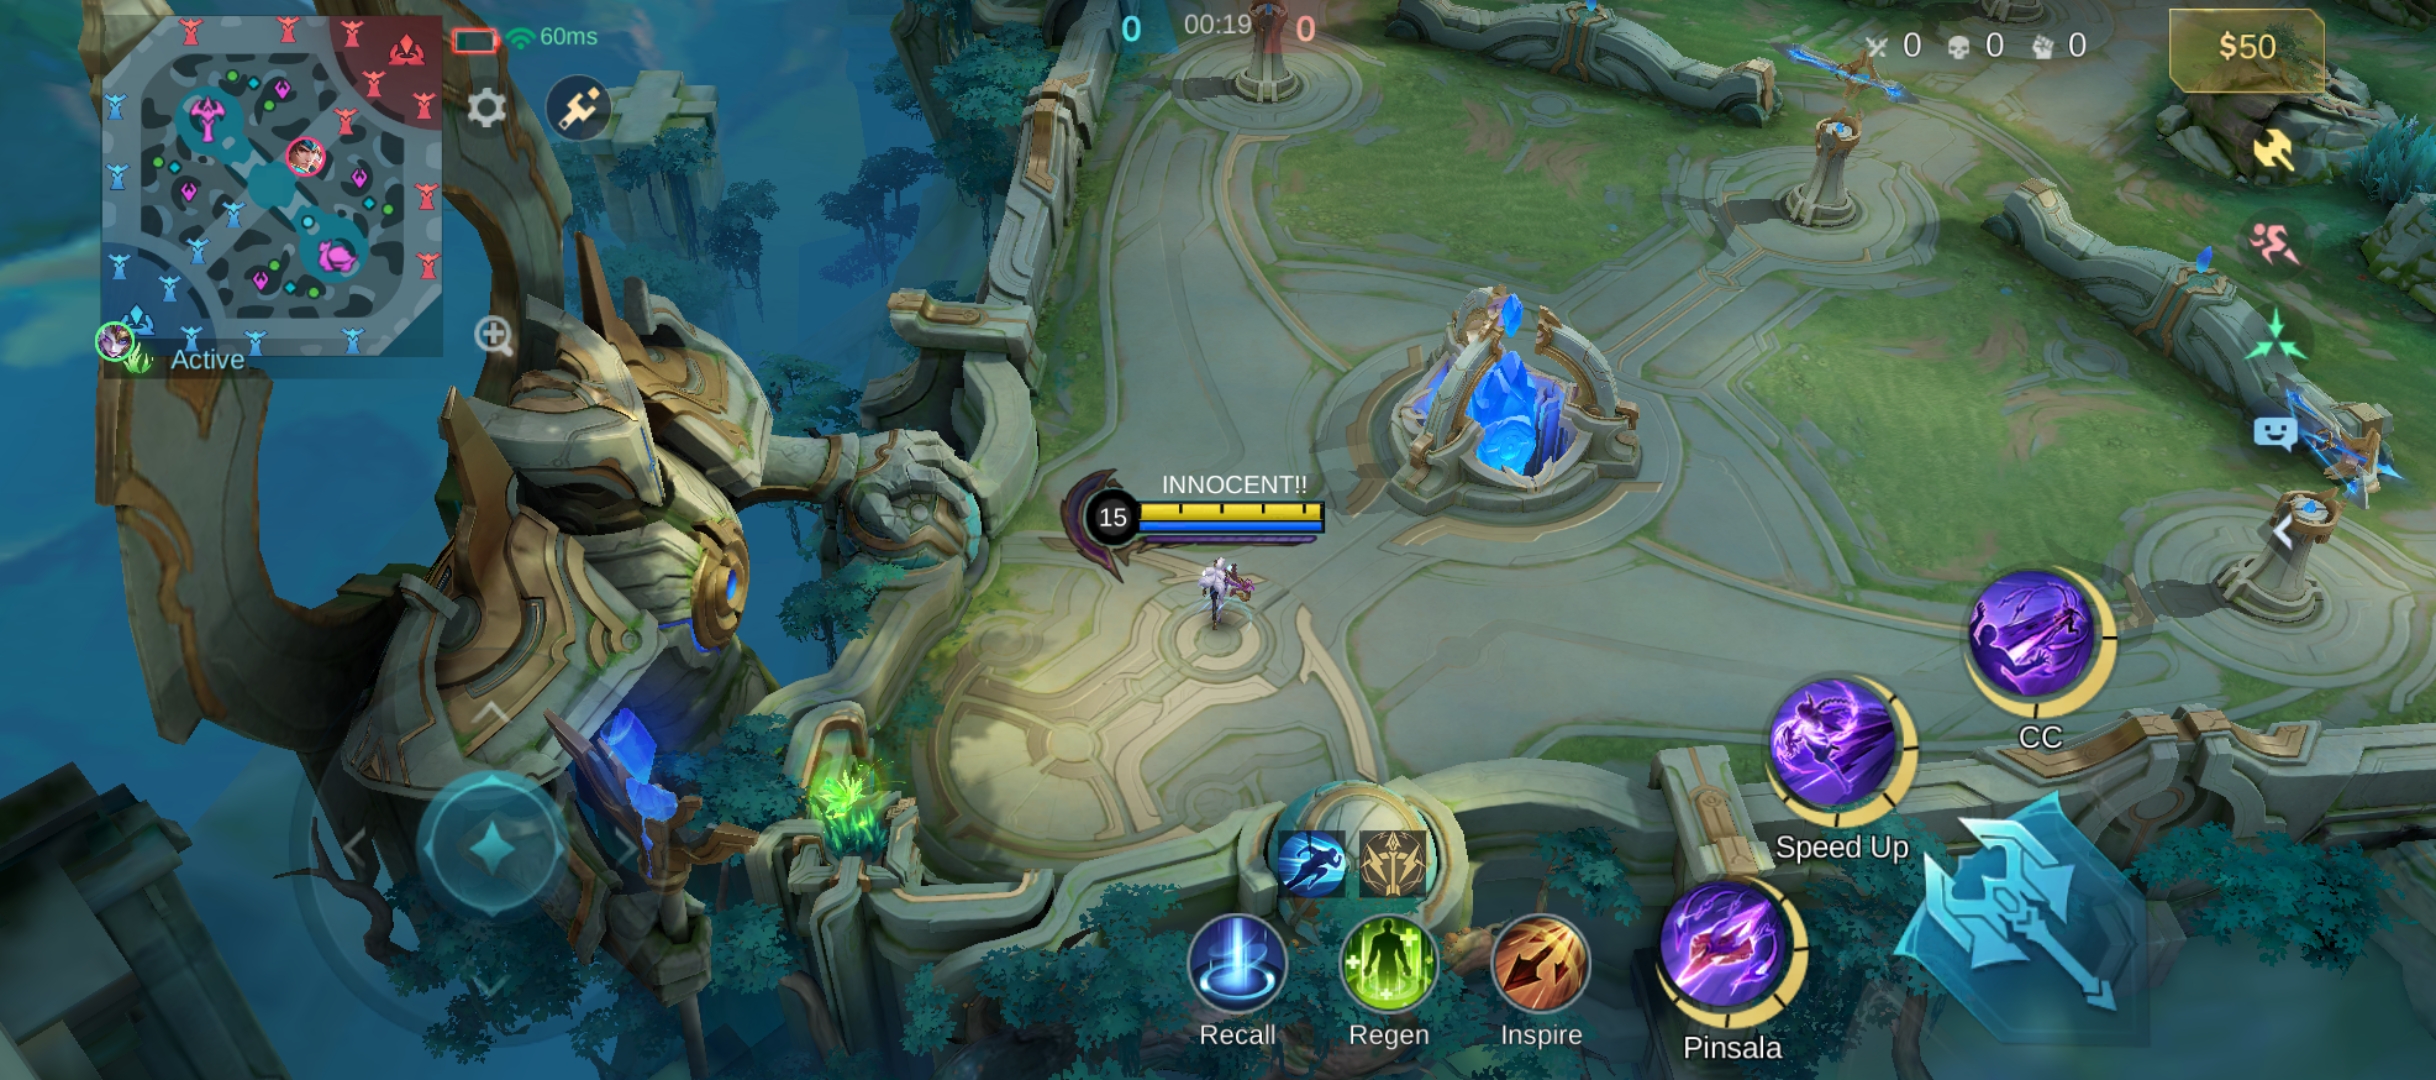 60ms
0 00:19 0
0 0 0
$50
Active
INNOCENT!!
15
CC
Speed Up
Recall
Regen
Inspire
Pinsala